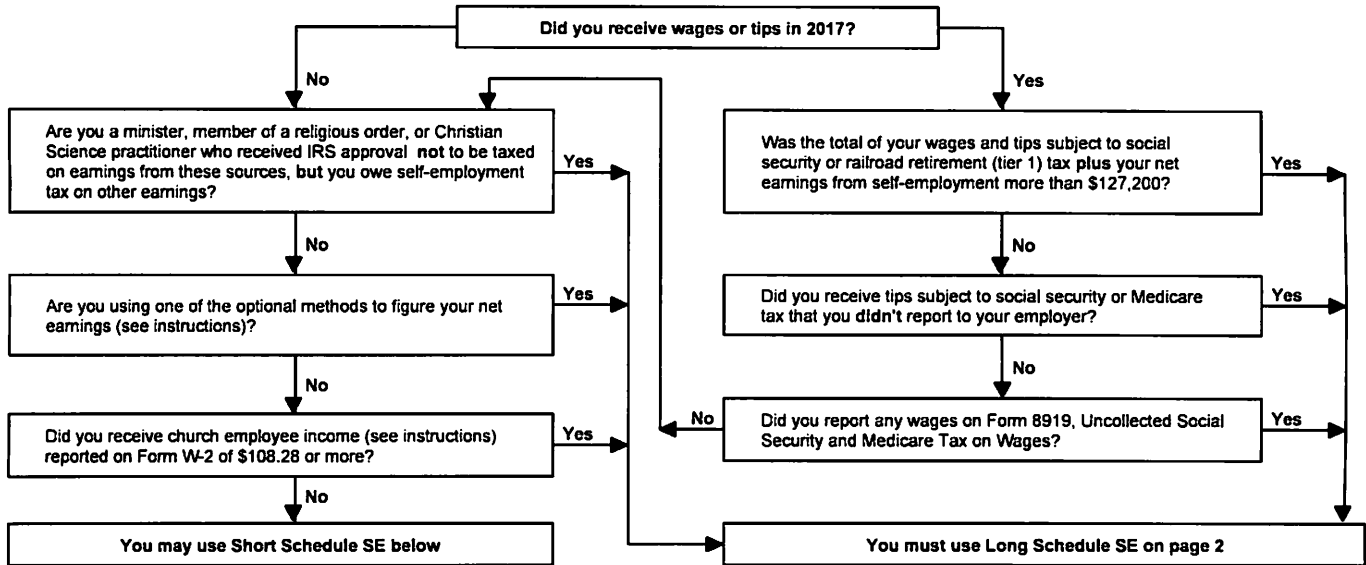 Did you receive wages or tips in 2017?
No
Yes
Are you a minister, member of a religious order, or Christian
Science practitioner who received IRS approval not to be taxed
on earnings from these sources, but you owe self-employment
tax on other earnings?
Yes
Was the total of your wages and tips subject to social
security or railroad retirement (tier 1) tax plus your net
earnings from self-employment more than $127,200?
Yes
No
No
Are you using one of the optional methods to figure your net
earnings (see instructions)?
Yes
Did you receive tips subject to social security or Medicare
tax that you didn't report to your employer?
Yes
No
No
Did you receive church employee income (see instructions)
reported on Form W-2 of $108.28 or more?
Yes
No
Did you report any wages on Form 8919, Uncollected Social
Security and Medicare Tax on Wages?
Yes
No
You may use Short Schedule SE below
You must use Long Schedule SE on page 2